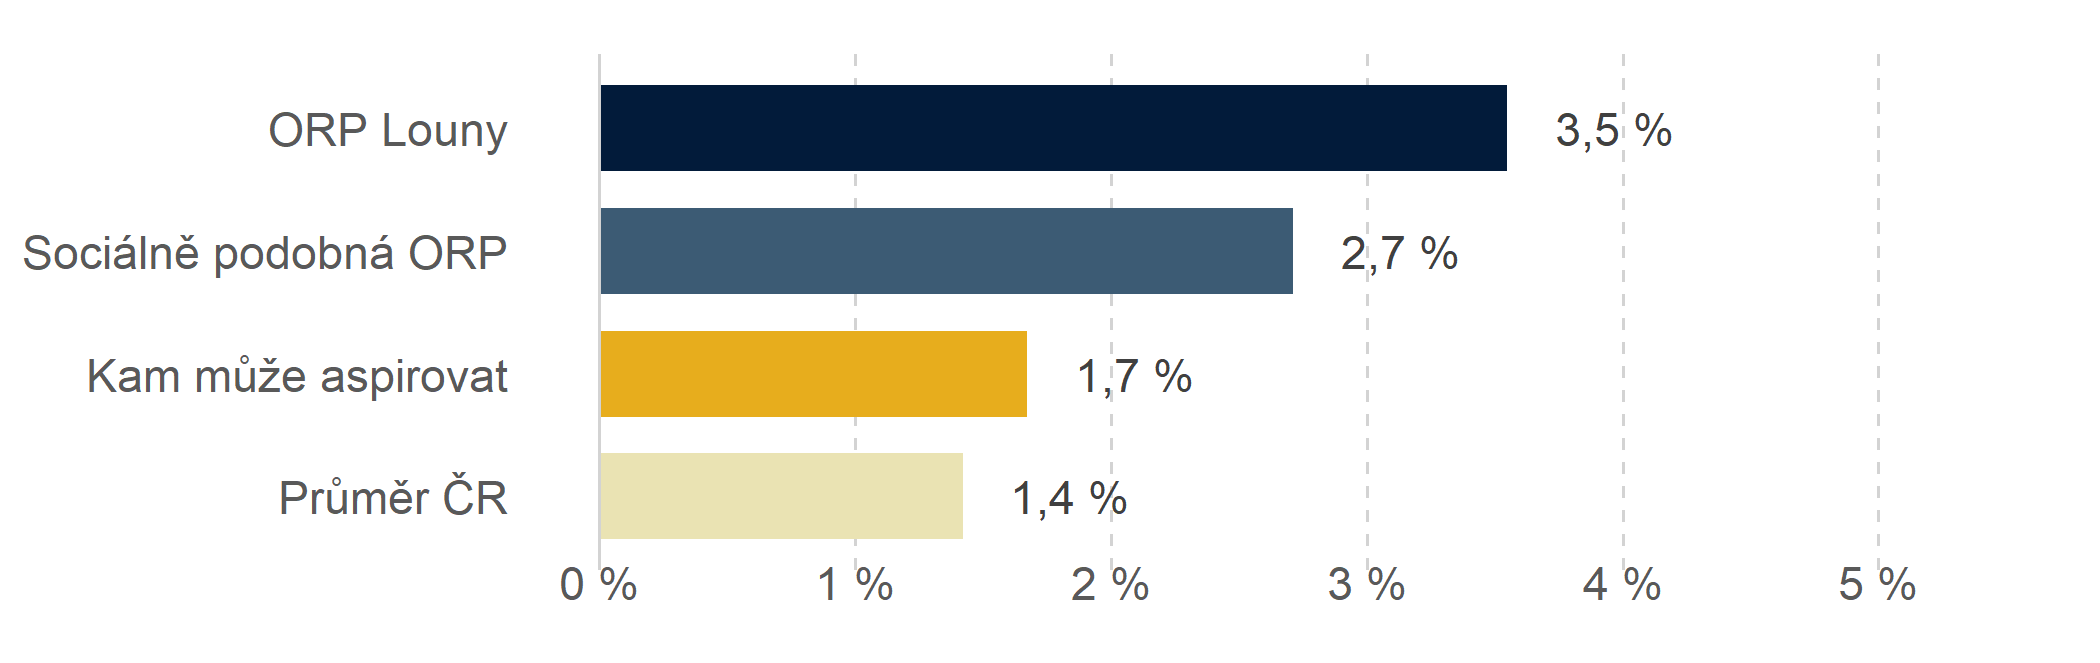 ORP Louny 3,5 %
Sociálně podobná ORP 2,7 %
Kam může aspirovat 1,7 %
Průměr ČR 1,4 %
0 % 1 % 2 % 3 % 4 % 5 %